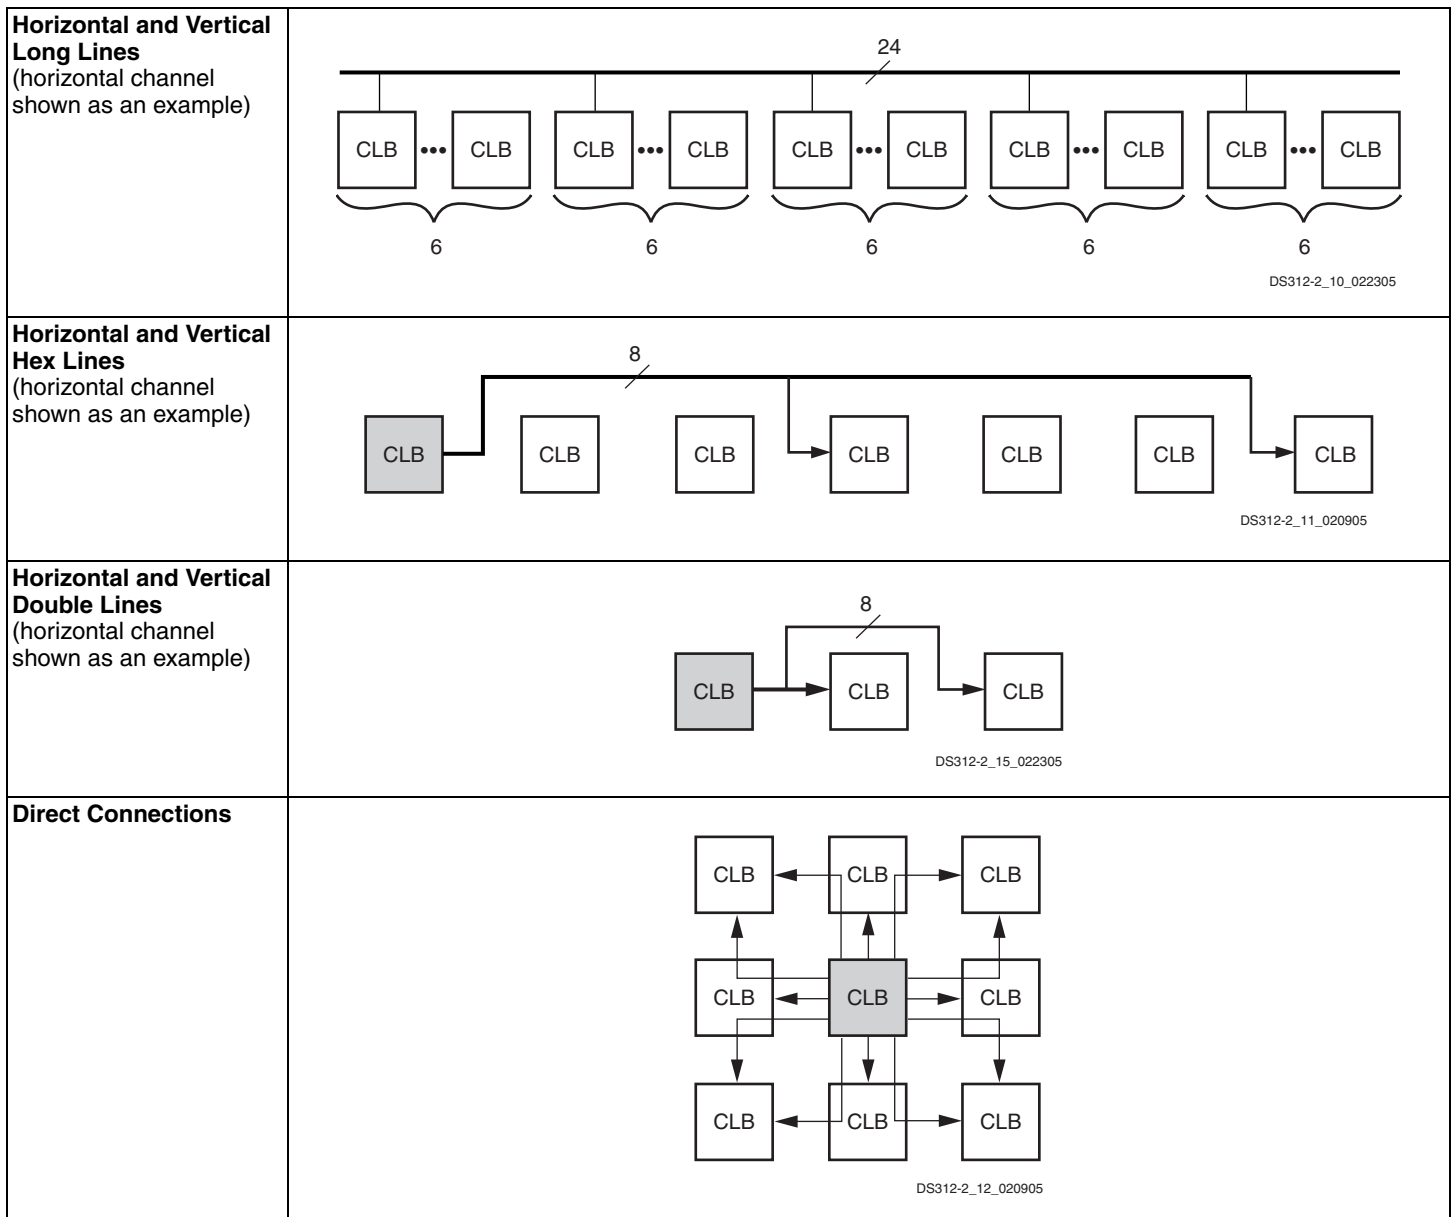 Horizontal and Vertical
Long Lines
(horizontal channel
shown as an example)
24
CLB ••• CLB CLB ••• CLB CLB ••• CLB CLB ••• CLB CLB ••• CLB
6 6 6 6 6
DS312-2_10_022305
Horizontal and Vertical
Hex Lines
(horizontal channel
shown as an example)
8
CLB CLB CLB CLB CLB CLB CLB
DS312-2_11_020905
Horizontal and Vertical
Double Lines
(horizontal channel
shown as an example)
8
CLB CLB CLB
DS312-2_15_022305
Direct Connections
CLB CLB CLB
CLB CLB CLB
CLB CLB CLB
DS312-2_12_020905